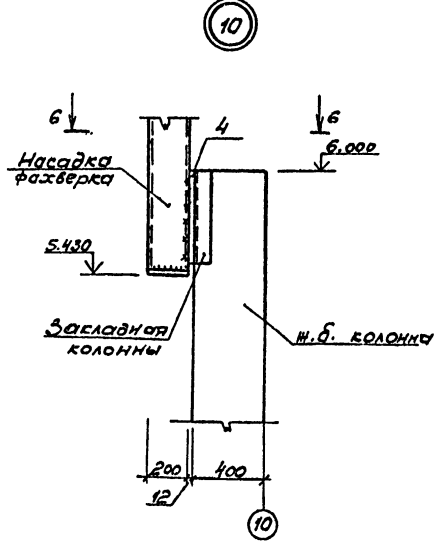 10
6
6
4
6.000
Насадка
фахверка
5.430
Закладная
колонны
ж.б. колонна
200
400
12
10